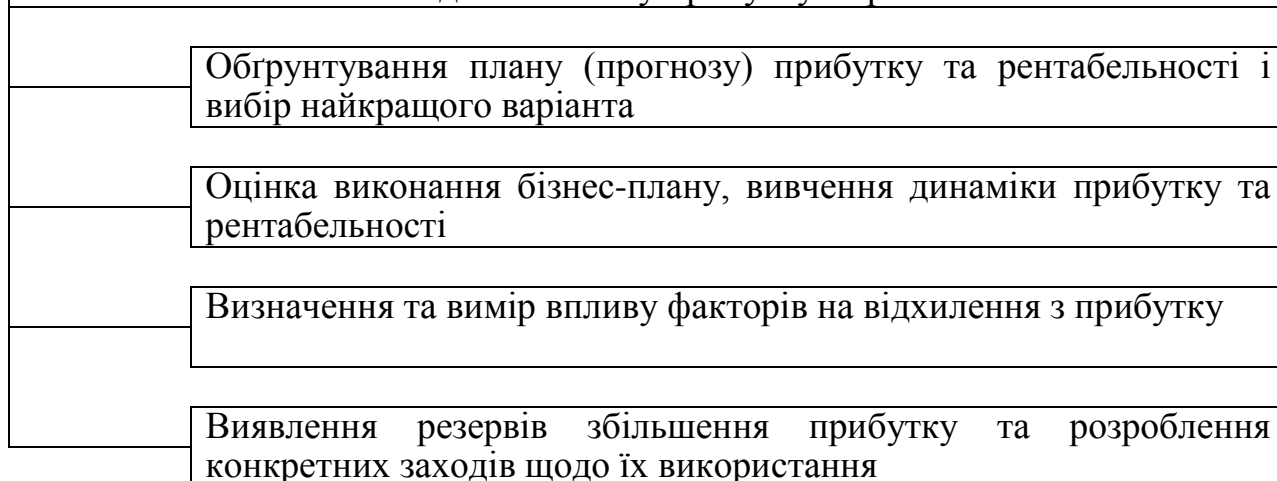 Обґрунтування плану (прогнозу) прибутку та рентабельності і
вибір найкращого варіанта
Оцінка виконання бізнес-плану, вивчення динаміки прибутку та
рентабельності
Визначення та вимір впливу факторів на відхилення з прибутку
Виявлення резервів збільшення прибутку та розроблення
конкретних заходів щодо їх використання